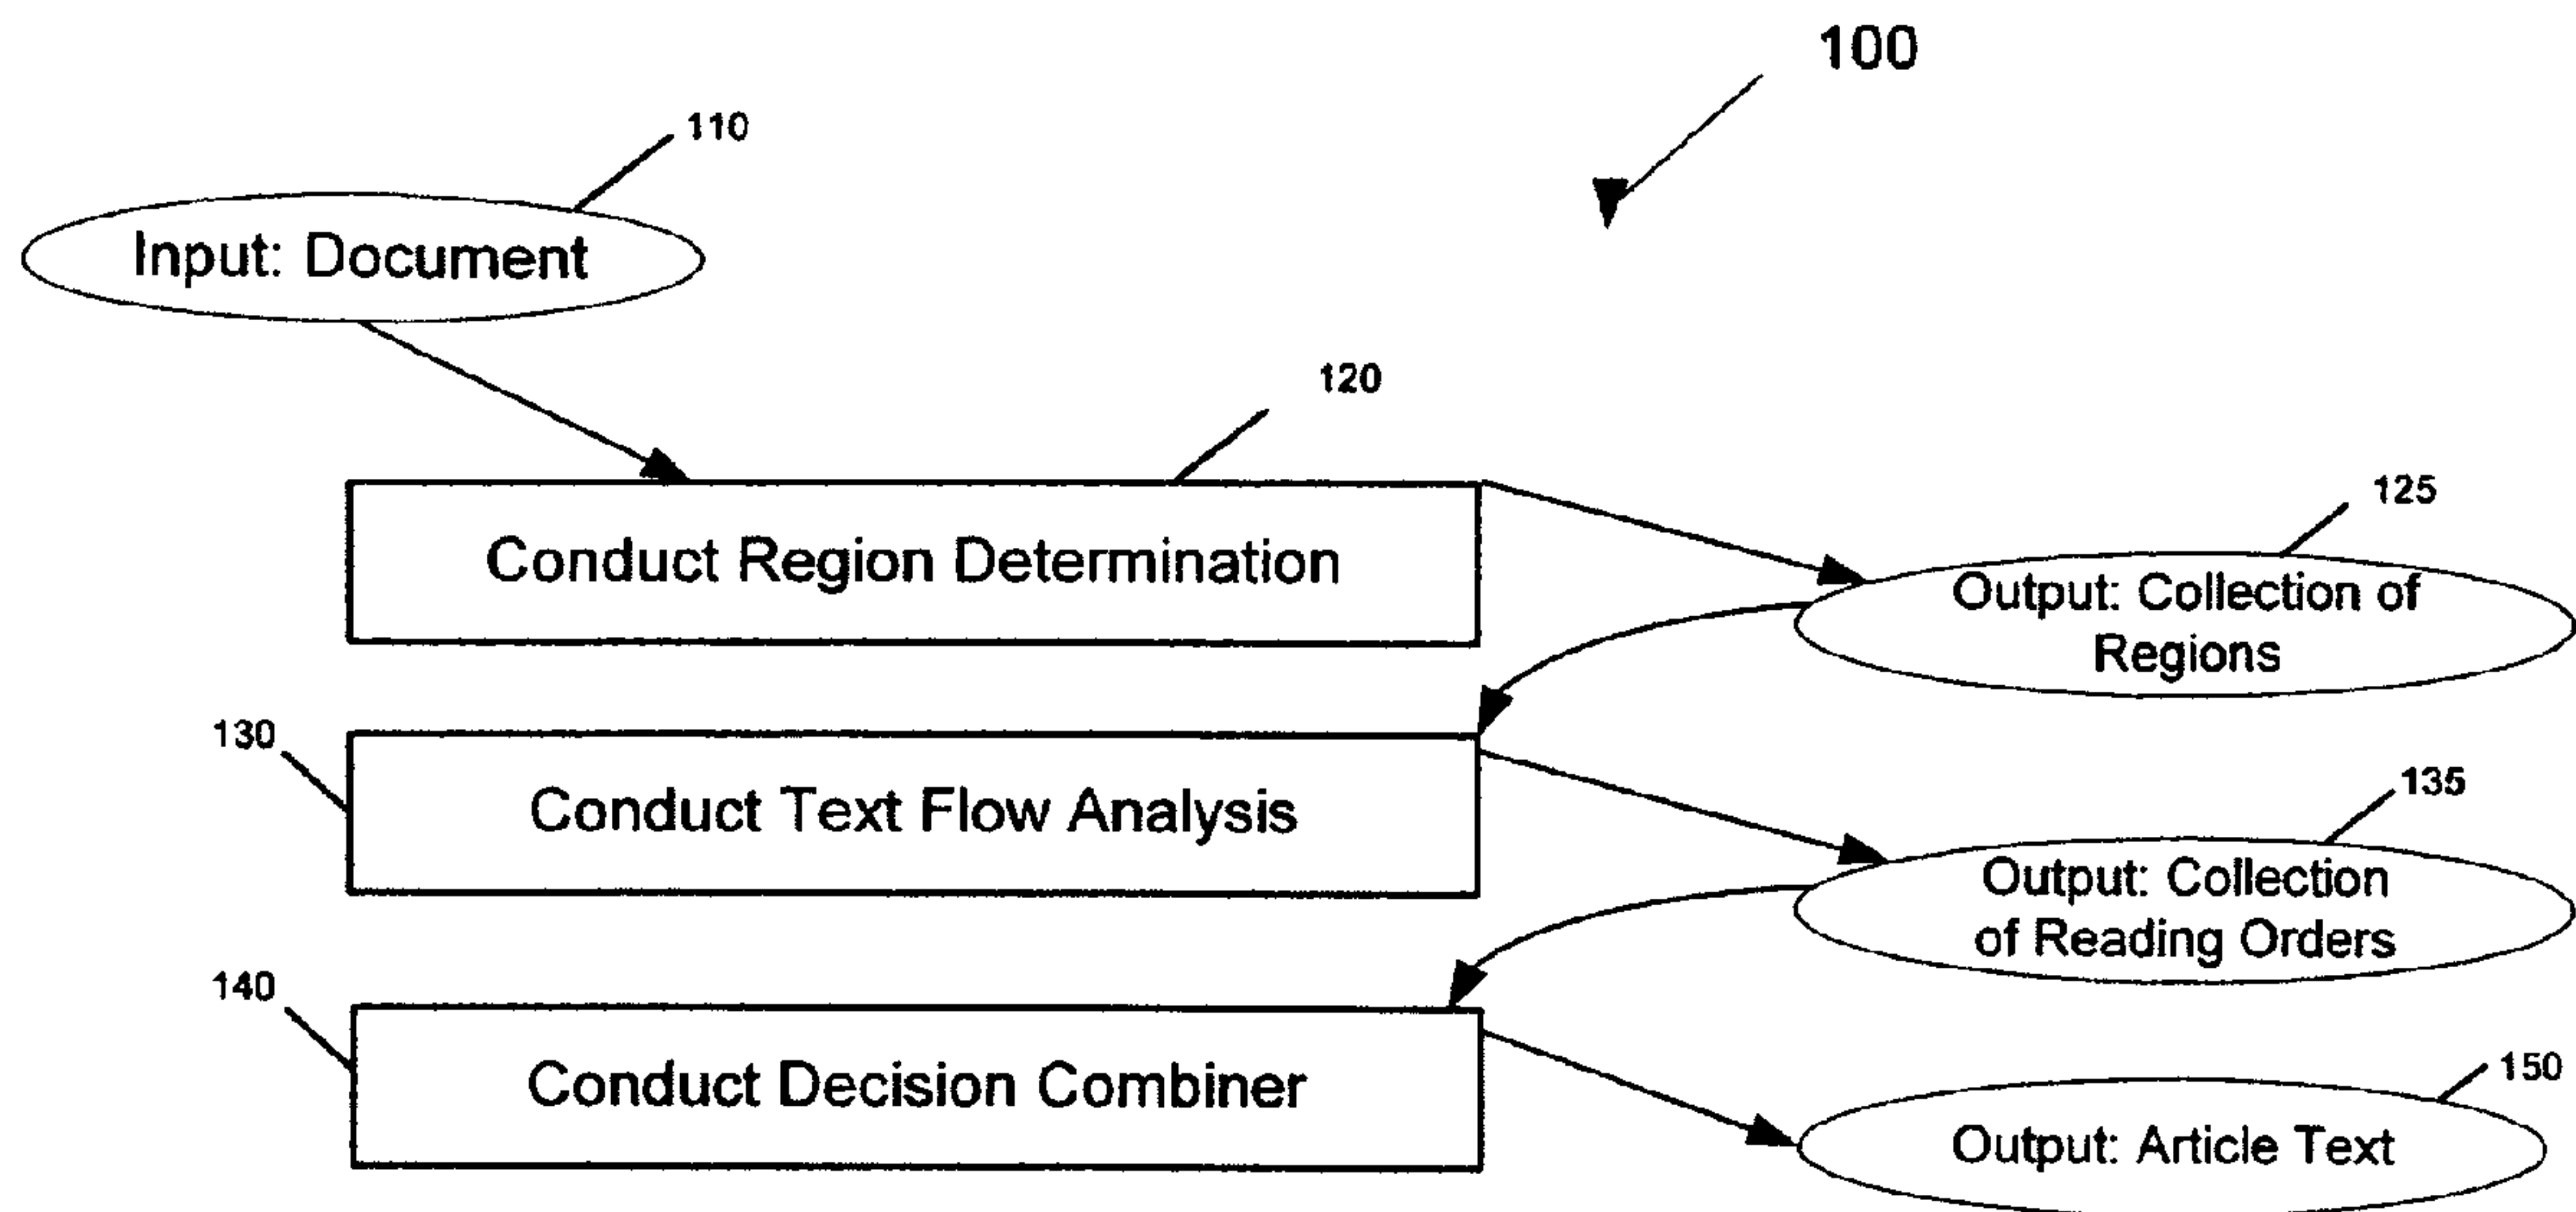 100
110
Input: Document
120
Conduct Region Determination
125
Output: Collection of
Regions
130
Conduct Text Flow Analysis
135
Output: Collection
of Reading Orders
140
Conduct Decision Combiner
150
Output: Article Text